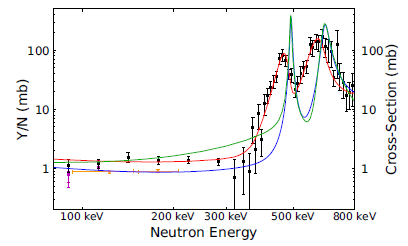 Y/N (mb)
100
10
1
100
10
1
Cross-Section (mb)
100 keV
200 keV
300 keV
500 keV
800 keV
Neutron Energy